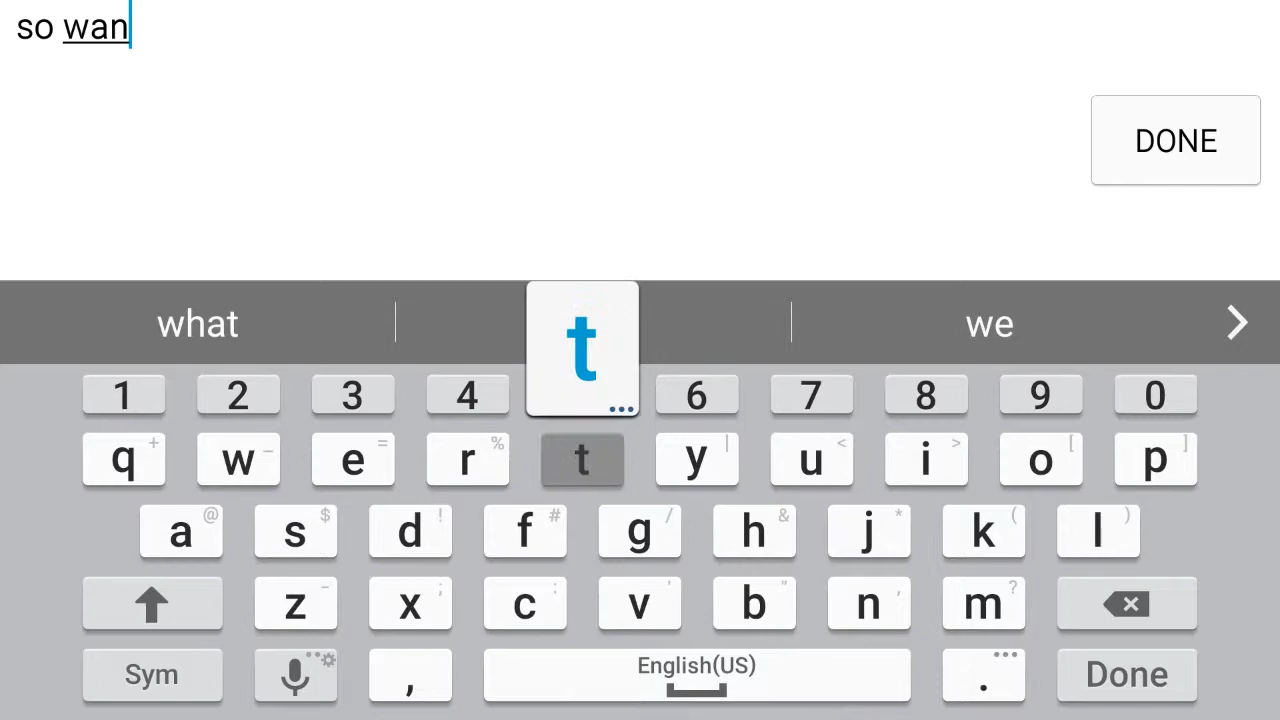 so wan
DONE
what we
t
1 2 3 4 6 7 8 9 0
q + w _ e = r % t y | u < i > o [ p ]
a @ s $ d ! f # g / h & j * k ( l )
z - x ; c : v ' b " n , m ?
Sym , English(US) . Done